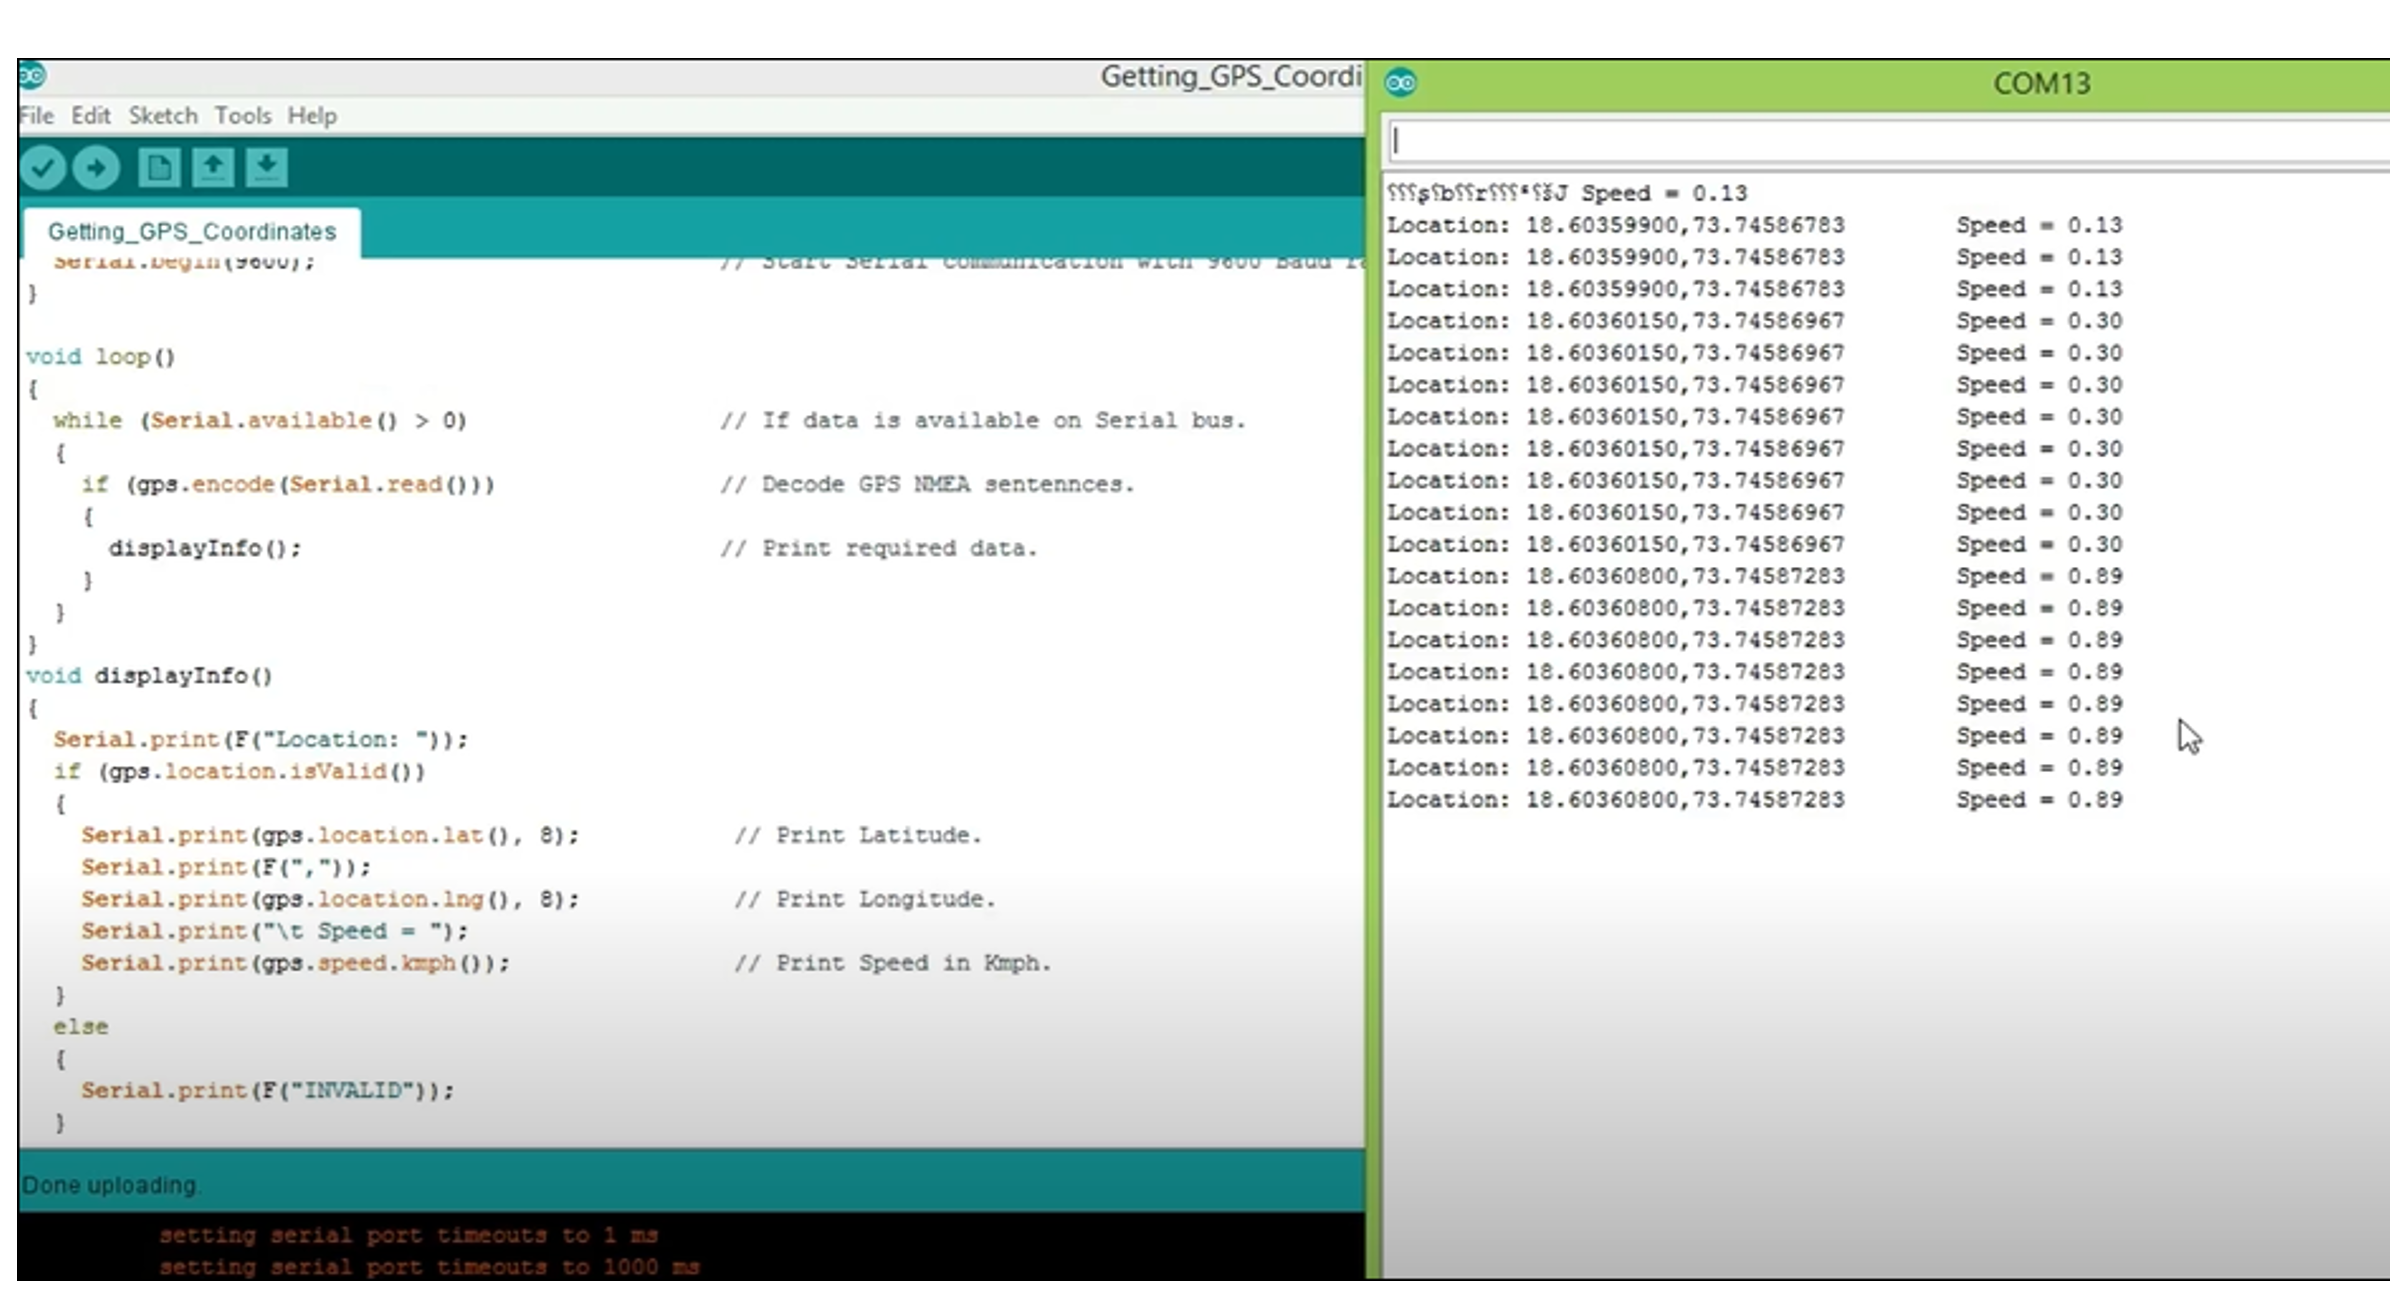 Getting_GPS_Coordi
File Edit Sketch Tools Help
Getting_GPS_Coordinates
Serial.begin(9600); // Start Serial Communication with 9600 Baud
}
void loop()
{
while (Serial.available() > 0) // If data is available on Serial bus.
{
if (gps.encode(Serial.read())) // Decode GPS NMEA sentennces.
{
displayInfo(); // Print required data.
}
}
}
void displayInfo()
{
Serial.print(F("Location: "));
if (gps.location.isValid())
{
Serial.print(gps.location.lat(), 8); // Print Latitude.
Serial.print(F(","));
Serial.print(gps.location.lng(), 8); // Print Longitude.
Serial.print("\t Speed = ");
Serial.print(gps.speed.kmph()); // Print Speed in Kmph.
}
else
{
Serial.print(F("INVALID"));
}
Done uploading.
setting serial port timeouts to 1 ms
setting serial port timeouts to 1000 ms
COM13
Speed = 0.13
Location: 18.60359900,73.74586783 Speed = 0.13
Location: 18.60359900,73.74586783 Speed = 0.13
Location: 18.60359900,73.74586783 Speed = 0.13
Location: 18.60360150,73.74586967 Speed = 0.30
Location: 18.60360150,73.74586967 Speed = 0.30
Location: 18.60360150,73.74586967 Speed = 0.30
Location: 18.60360150,73.74586967 Speed = 0.30
Location: 18.60360150,73.74586967 Speed = 0.30
Location: 18.60360150,73.74586967 Speed = 0.30
Location: 18.60360150,73.74586967 Speed = 0.30
Location: 18.60360150,73.74586967 Speed = 0.30
Location: 18.60360800,73.74587283 Speed = 0.89
Location: 18.60360800,73.74587283 Speed = 0.89
Location: 18.60360800,73.74587283 Speed = 0.89
Location: 18.60360800,73.74587283 Speed = 0.89
Location: 18.60360800,73.74587283 Speed = 0.89
Location: 18.60360800,73.74587283 Speed = 0.89
Location: 18.60360800,73.74587283 Speed = 0.89
Location: 18.60360800,73.74587283 Speed = 0.89